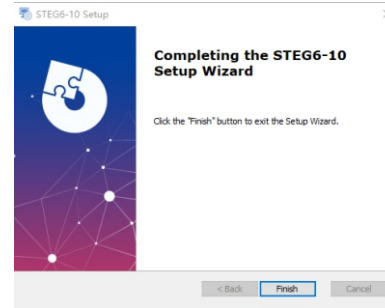 STEG6-10 Setup
Completing the STEG6-10
Setup Wizard
Click the "Finish" button to exit the Setup Wizard.
< Back
Finish
Cancel